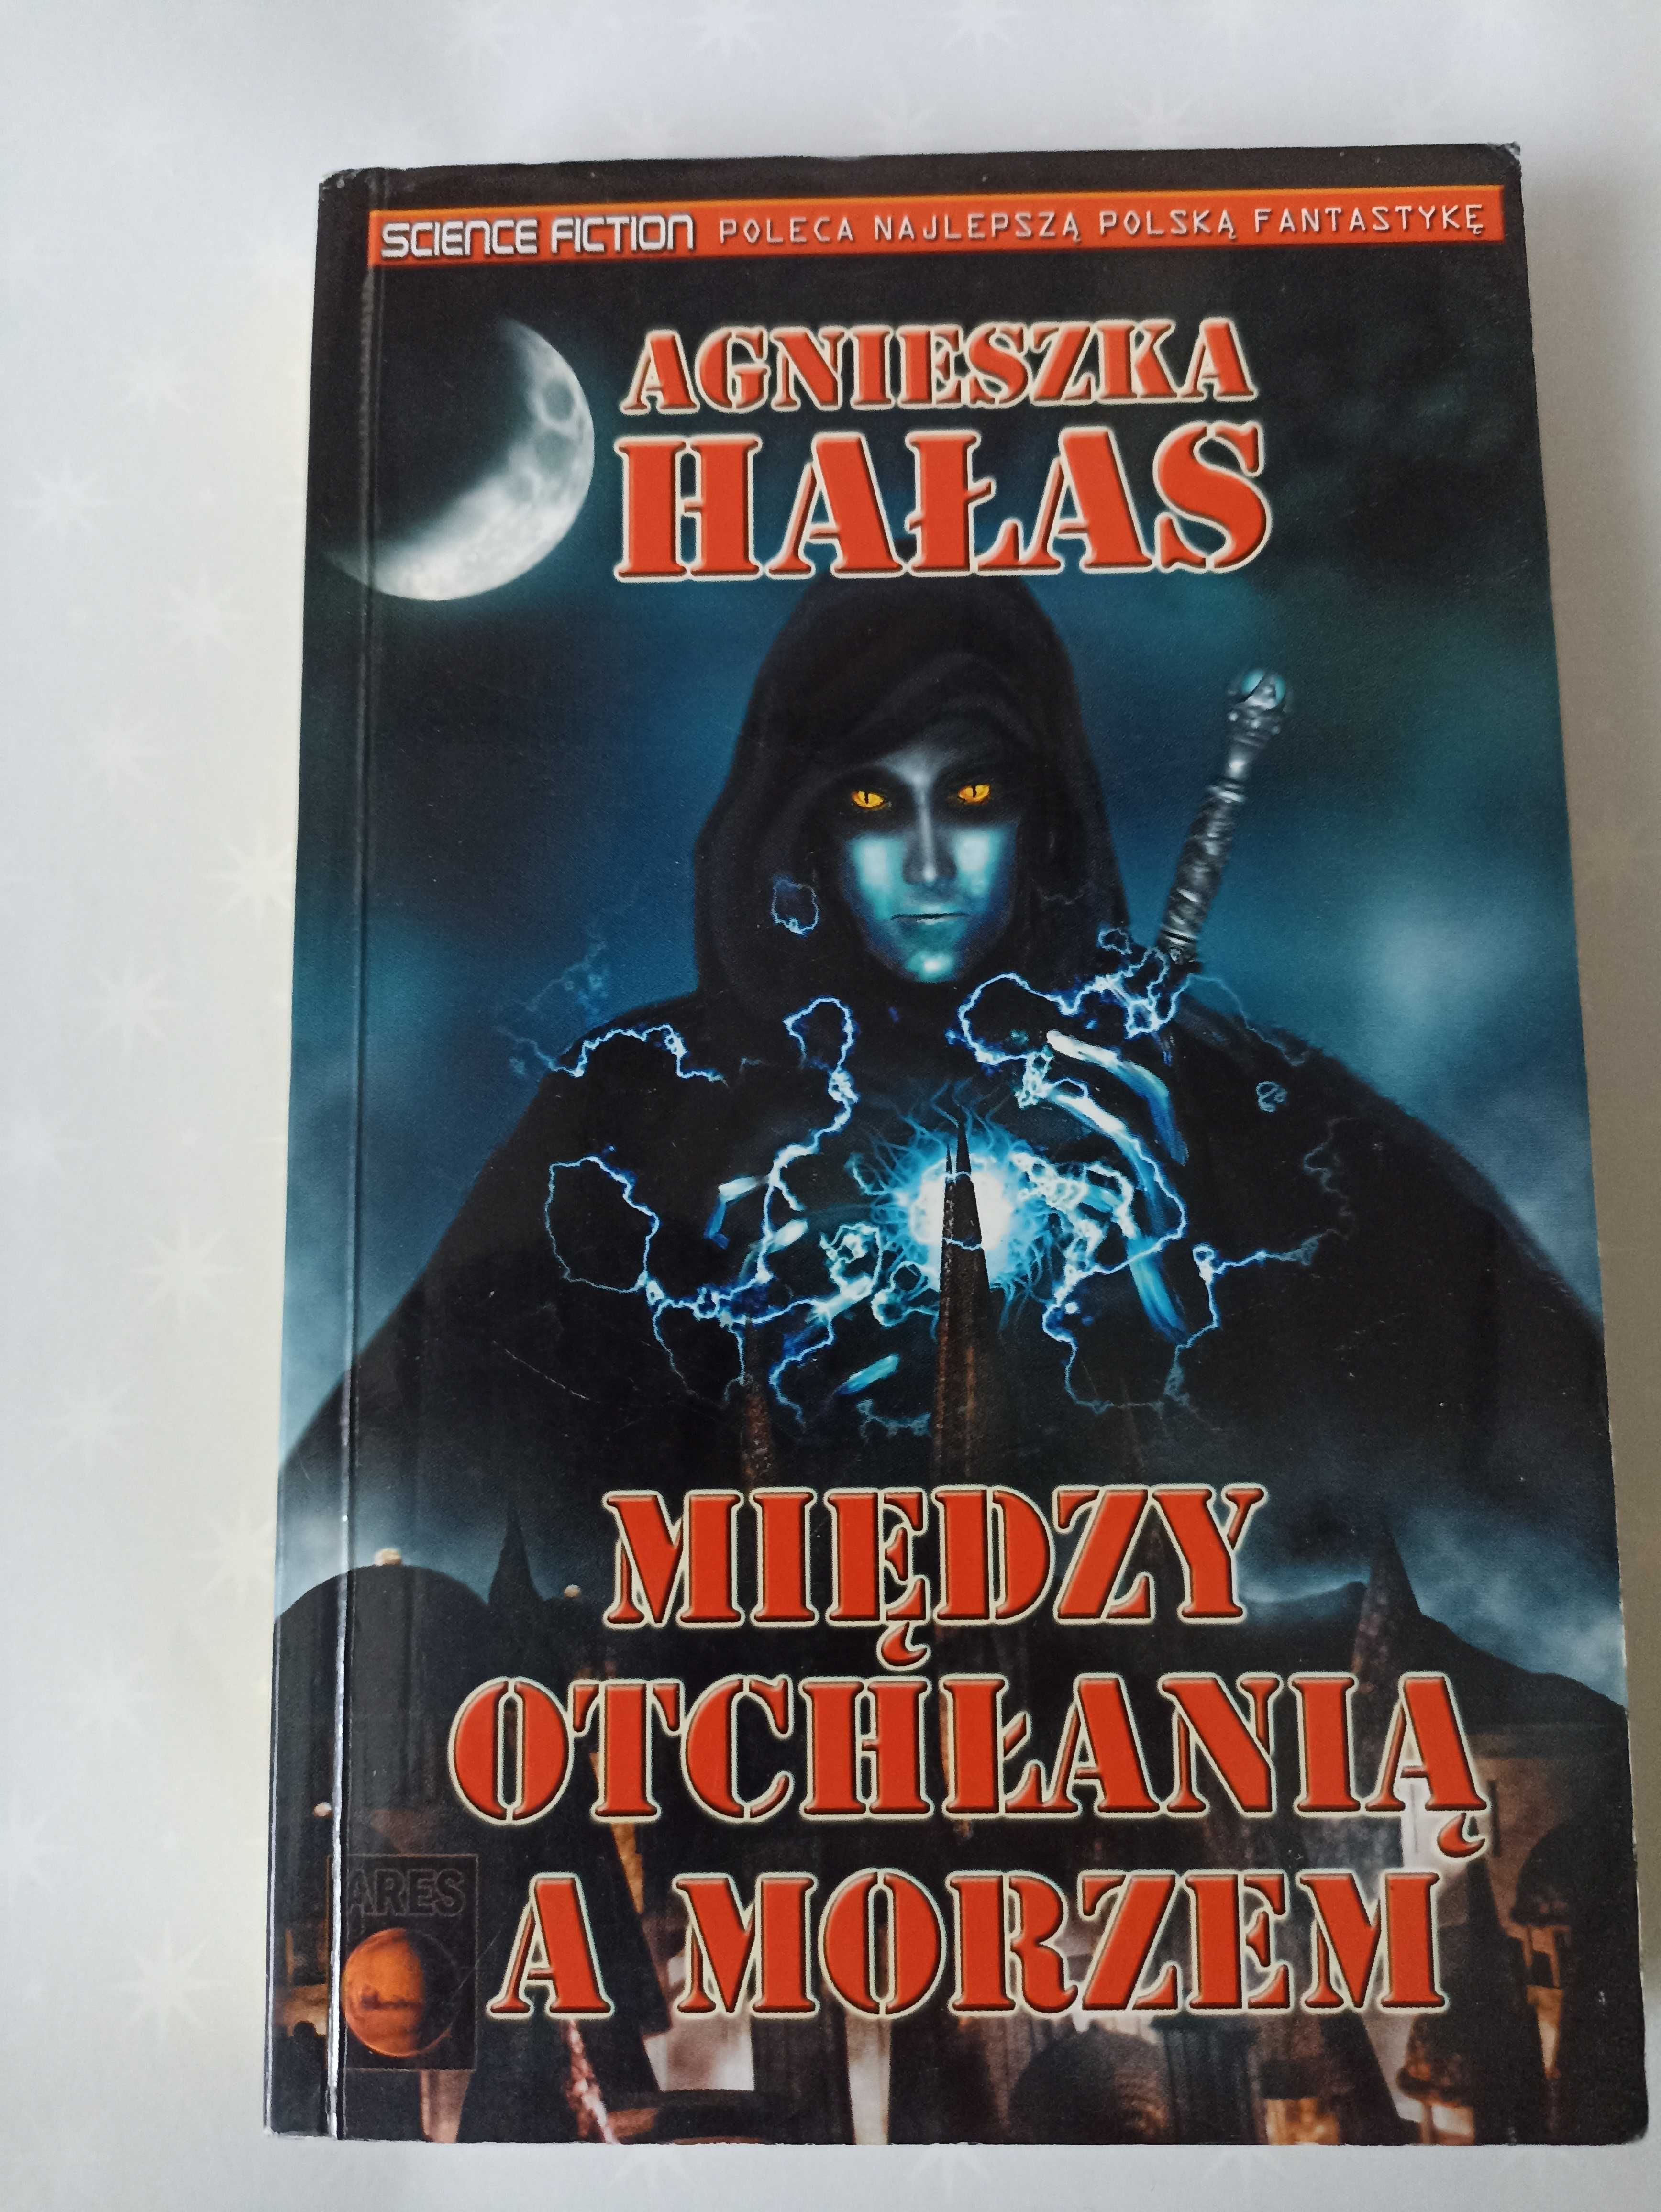 SCIENCE FICTION POLECA NAJLEPSZĄ POLSKĄ FANTASTYKĘ
AGNIESZKA
HAŁAS
MIĘDZY
OTCHŁANIĄ
A MORZEM
ARES